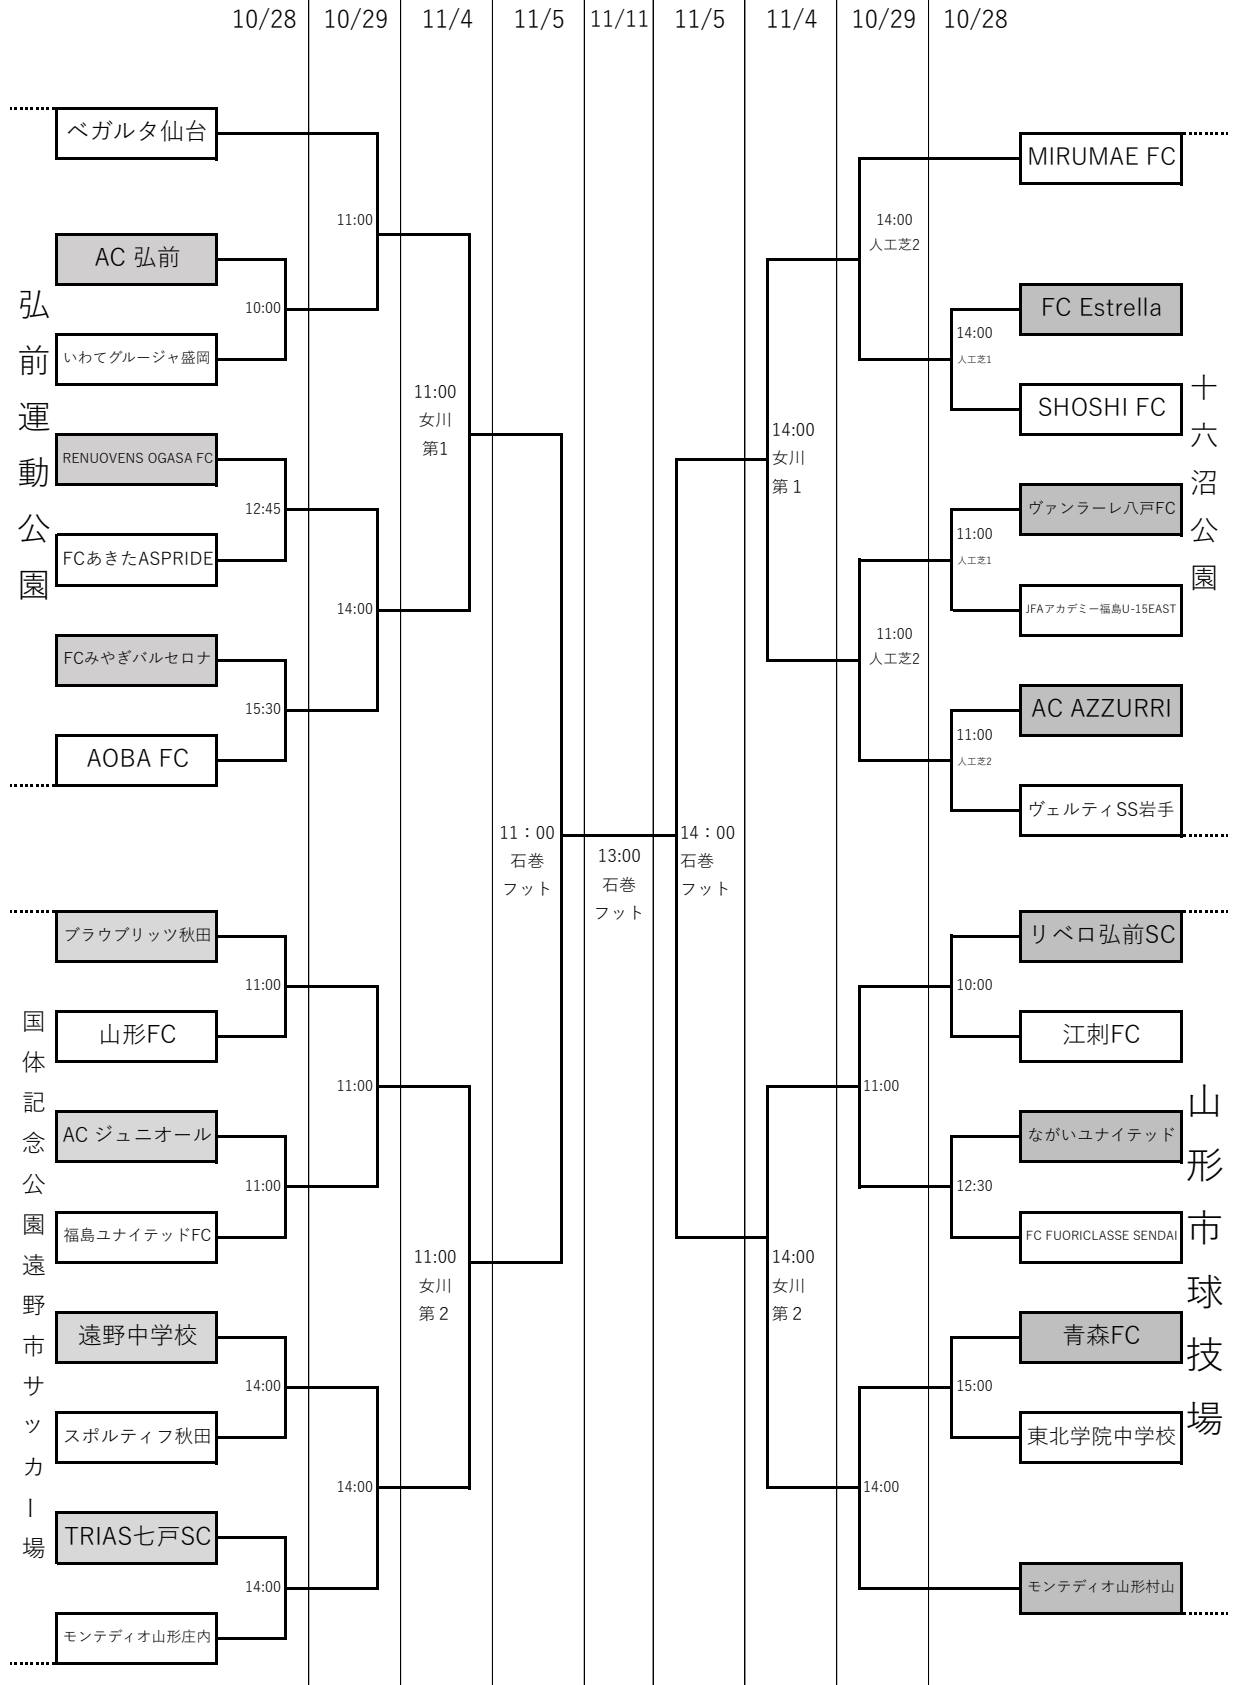 10/28 10/29 11/4 11/5 11/11 11/5 11/4 10/29 10/28
弘前運動公園
ベガルタ仙台
AC 弘前
いわてグルージャ盛岡
RENUOVENS OGASA FC
FCあきたASPRIDE
FCみやぎバルセロナ
AOBA FC
10:00
12:45
15:30
11:00
14:00
11:00
女川
第1
国体記念公園遠野市サッカー場
ブラウブリッツ秋田
山形FC
AC ジュニオール
福島ユナイテッドFC
遠野中学校
スポルティフ秋田
TRIAS七戸SC
モンテディオ山形庄内
11:00
11:00
14:00
14:00
11:00
14:00
11:00
女川
第２
11：00
石巻
フット
13:00
石巻
フット
14：00
石巻
フット
14:00
女川
第１
14:00
人工芝2
11:00
人工芝2
14:00
人工芝1
11:00
人工芝1
11:00
人工芝2
MIRUMAE FC
FC Estrella
SHOSHI FC
ヴァンラーレ八戸FC
JFAアカデミー福島U-15EAST
AC AZZURRI
ヴェルティSS岩手
十六沼公園
14:00
女川
第２
11:00
14:00
10:00
12:30
15:00
リベロ弘前SC
江刺FC
ながいユナイテッド
FC FUORICLASSE SENDAI
青森FC
東北学院中学校
モンテディオ山形村山
山形市球技場